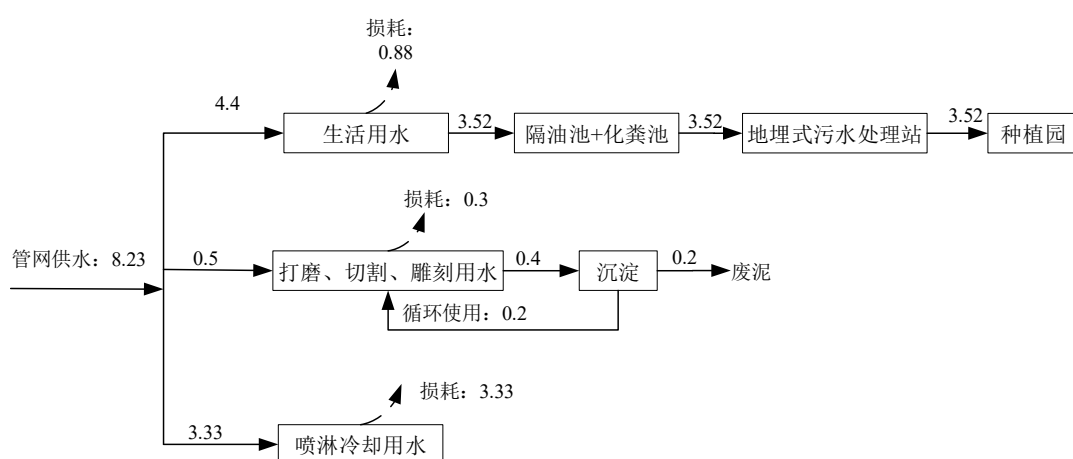 损耗：
0.88
4.4
生活用水
3.52
隔油池+化粪池
3.52
地埋式污水处理站
3.52
种植园
损耗：0.3
管网供水：8.23
0.5
打磨、切割、雕刻用水
0.4
沉淀
0.2
废泥
循环使用：0.2
损耗：3.33
3.33
喷淋冷却用水